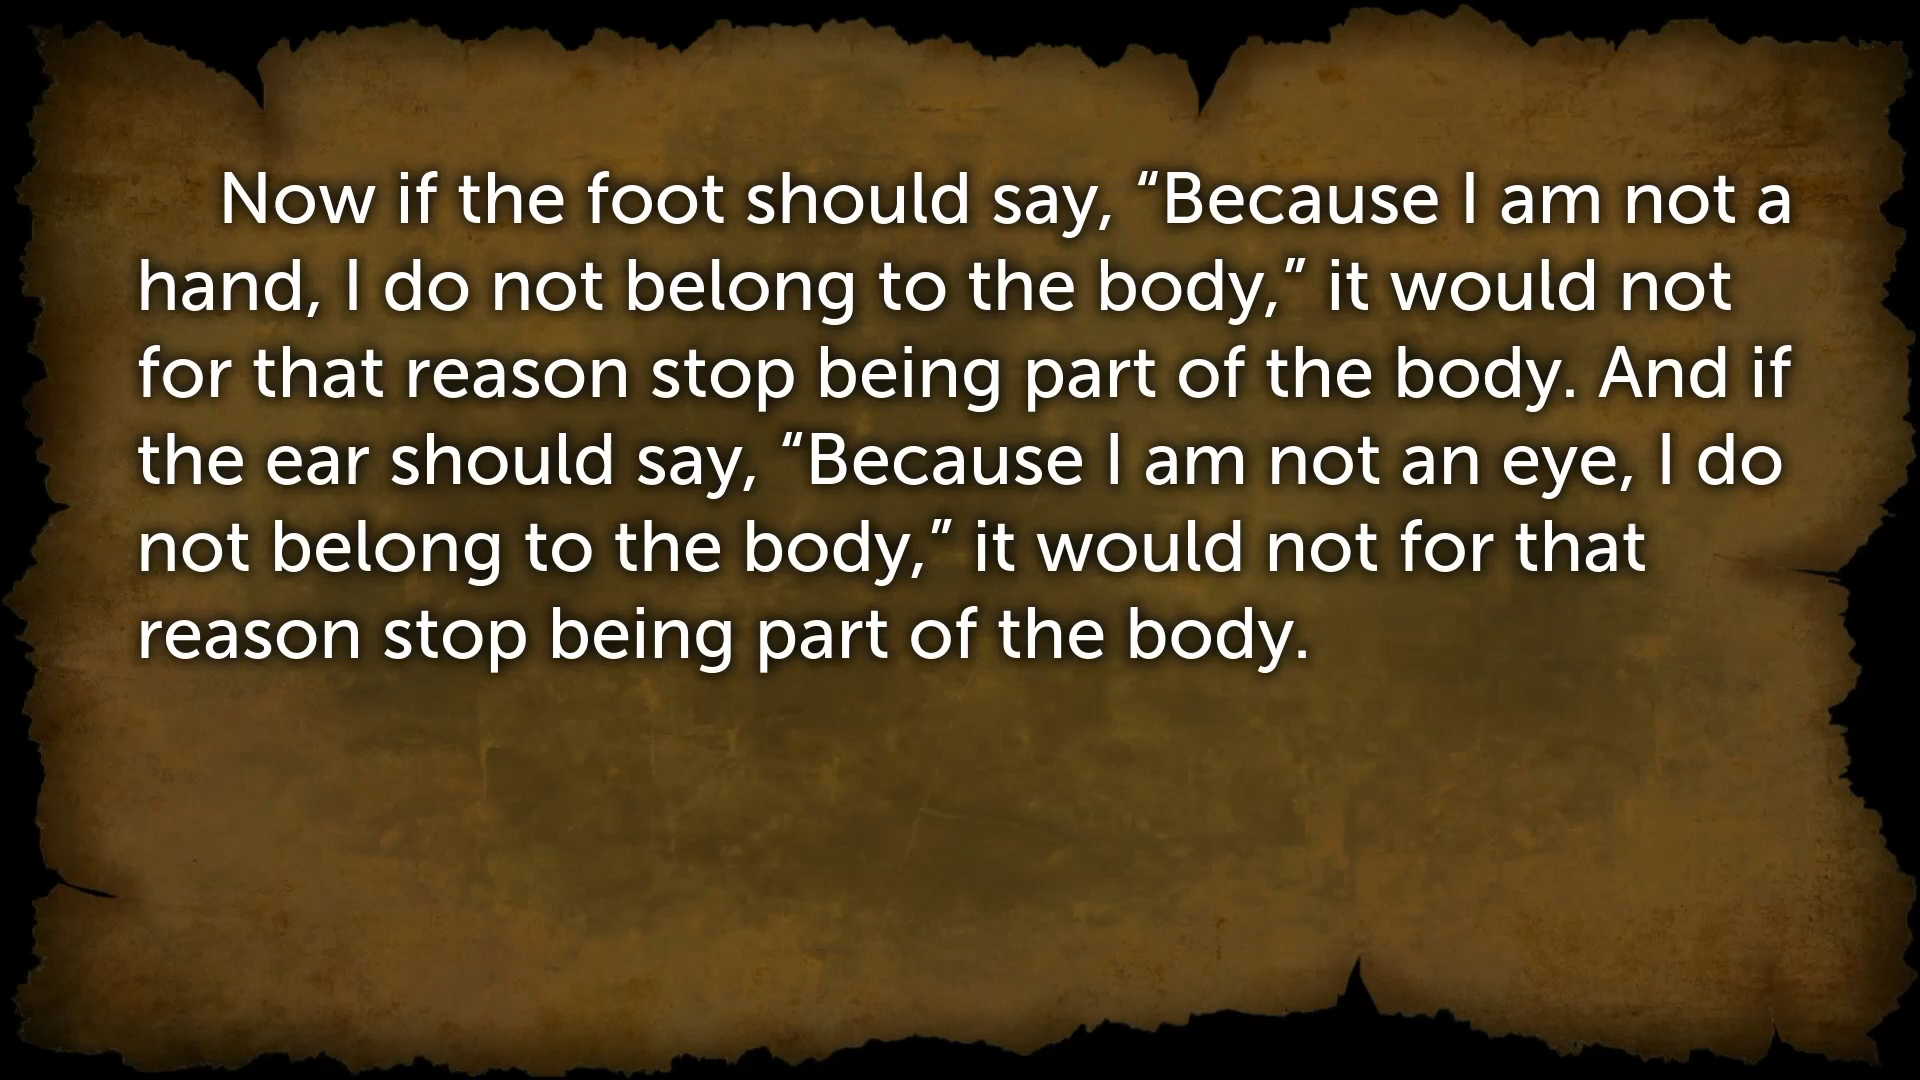 Now if the foot should say, “Because I am not a
hand, I do not belong to the body,” it would not
for that reason stop being part of the body. And if
the ear should say, “Because I am not an eye, I do
not belong to the body,” it would not for that
reason stop being part of the body.